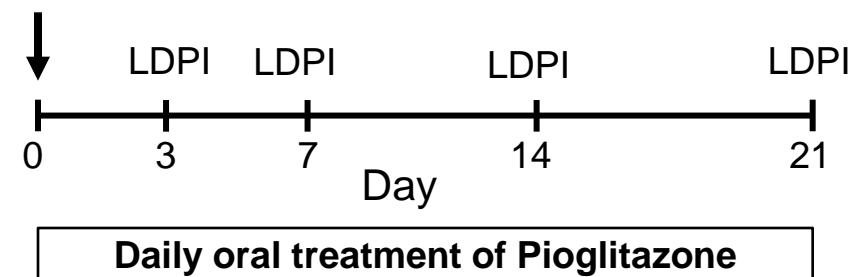 LDPI LDPI LDPI LDPI
0 3 7 14 21
Day
Daily oral treatment of Pioglitazone